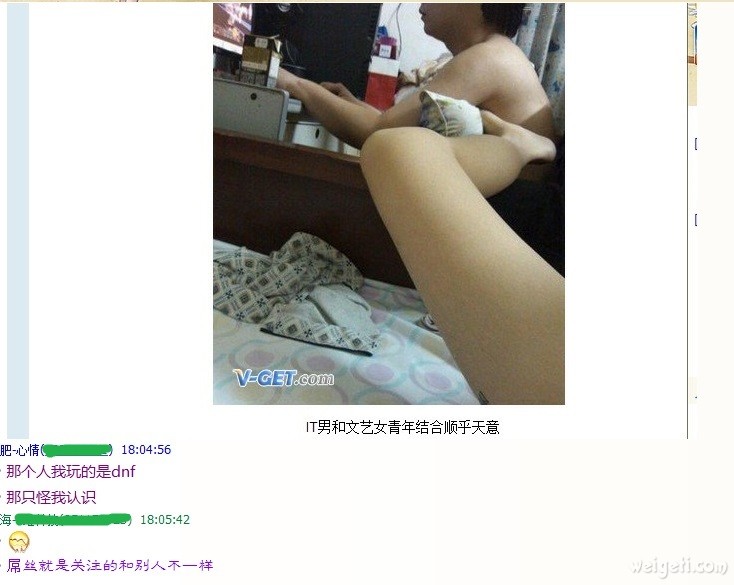 V-GET.com
IT男和文艺女青年结合顺乎天意
肥-心情( ) 18:04:56
那个人我玩的是dnf
那只怪我认识
18:05:42
屌丝就是关注的和别人不一样
weigeti.com